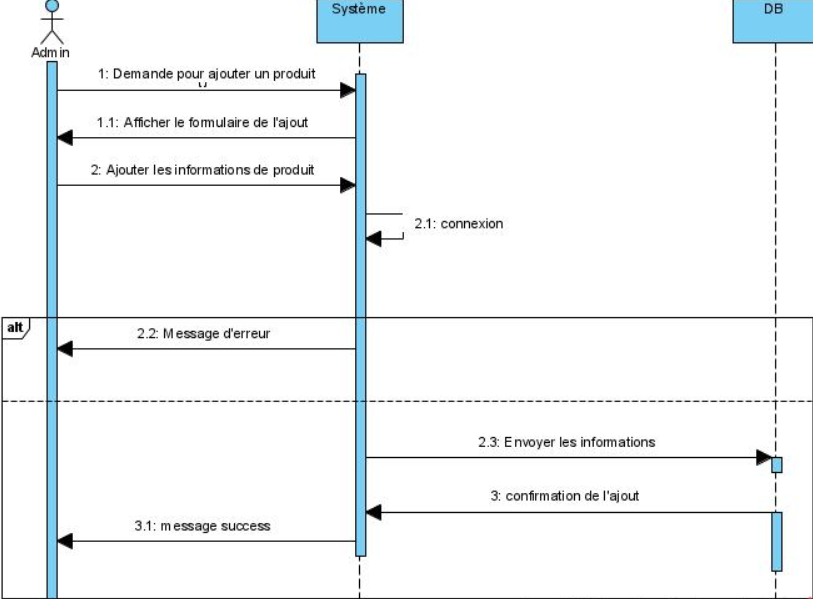 Système
DB
Admin
1: Demande pour ajouter un produit
1.1: Afficher le formulaire de l'ajout
2: Ajouter les informations de produit
2.1: connexion
alt
2.2: Message d'erreur
2.3: Envoyer les informations
3: confirmation de l'ajout
3.1: message success